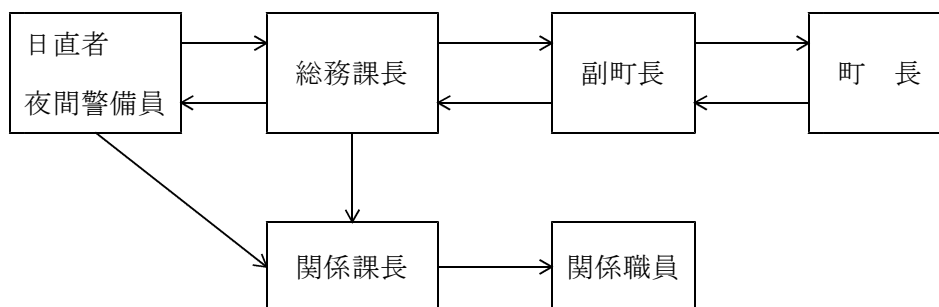 日直者
夜間警備員
総務課長
副町長
町　長
関係課長
関係職員